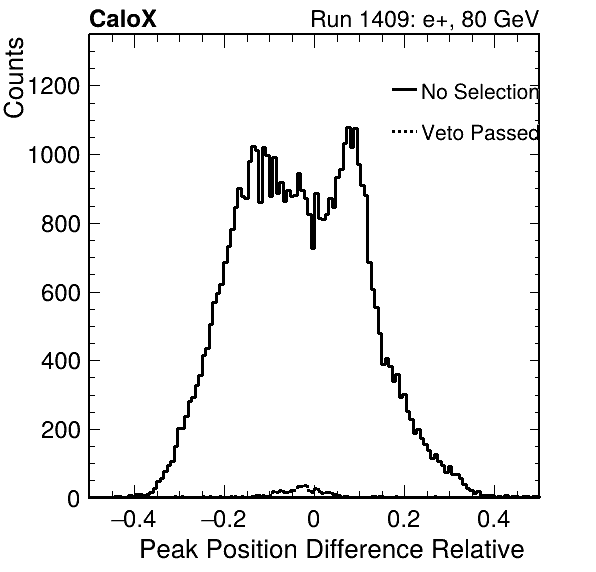 CaloX
Run 1409: e+, 80 GeV
Counts
No Selection
Veto Passed
1200
1000
800
600
400
200
0
−0.4
−0.2
0
0.2
0.4
Peak Position Difference Relative